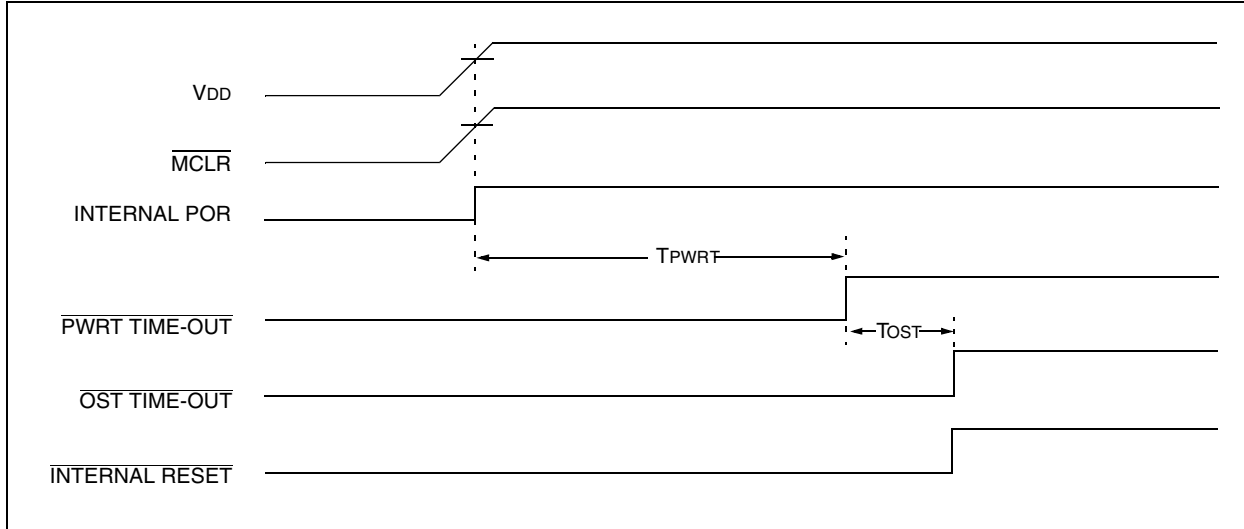 VDD
MCLR
INTERNAL POR
TPWRT
PWRT TIME-OUT
TOST
OST TIME-OUT
INTERNAL RESET